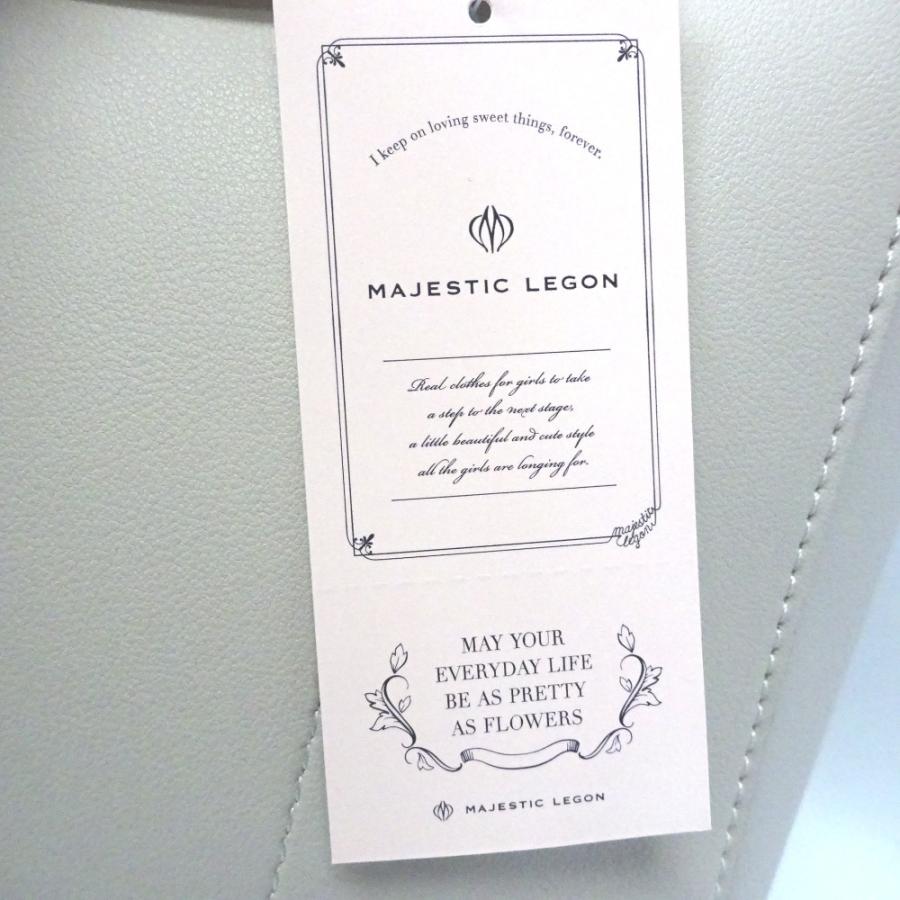 I keep on loving sweet things, forever.
MAJESTIC LEGON
Real clothes for girls to take
a step to the next stage,
a little beautiful and cute style
all the girls are longing for.
majestic
legon
MAY YOUR
EVERYDAY LIFE
BE AS PRETTY
AS FLOWERS
MAJESTIC LEGON